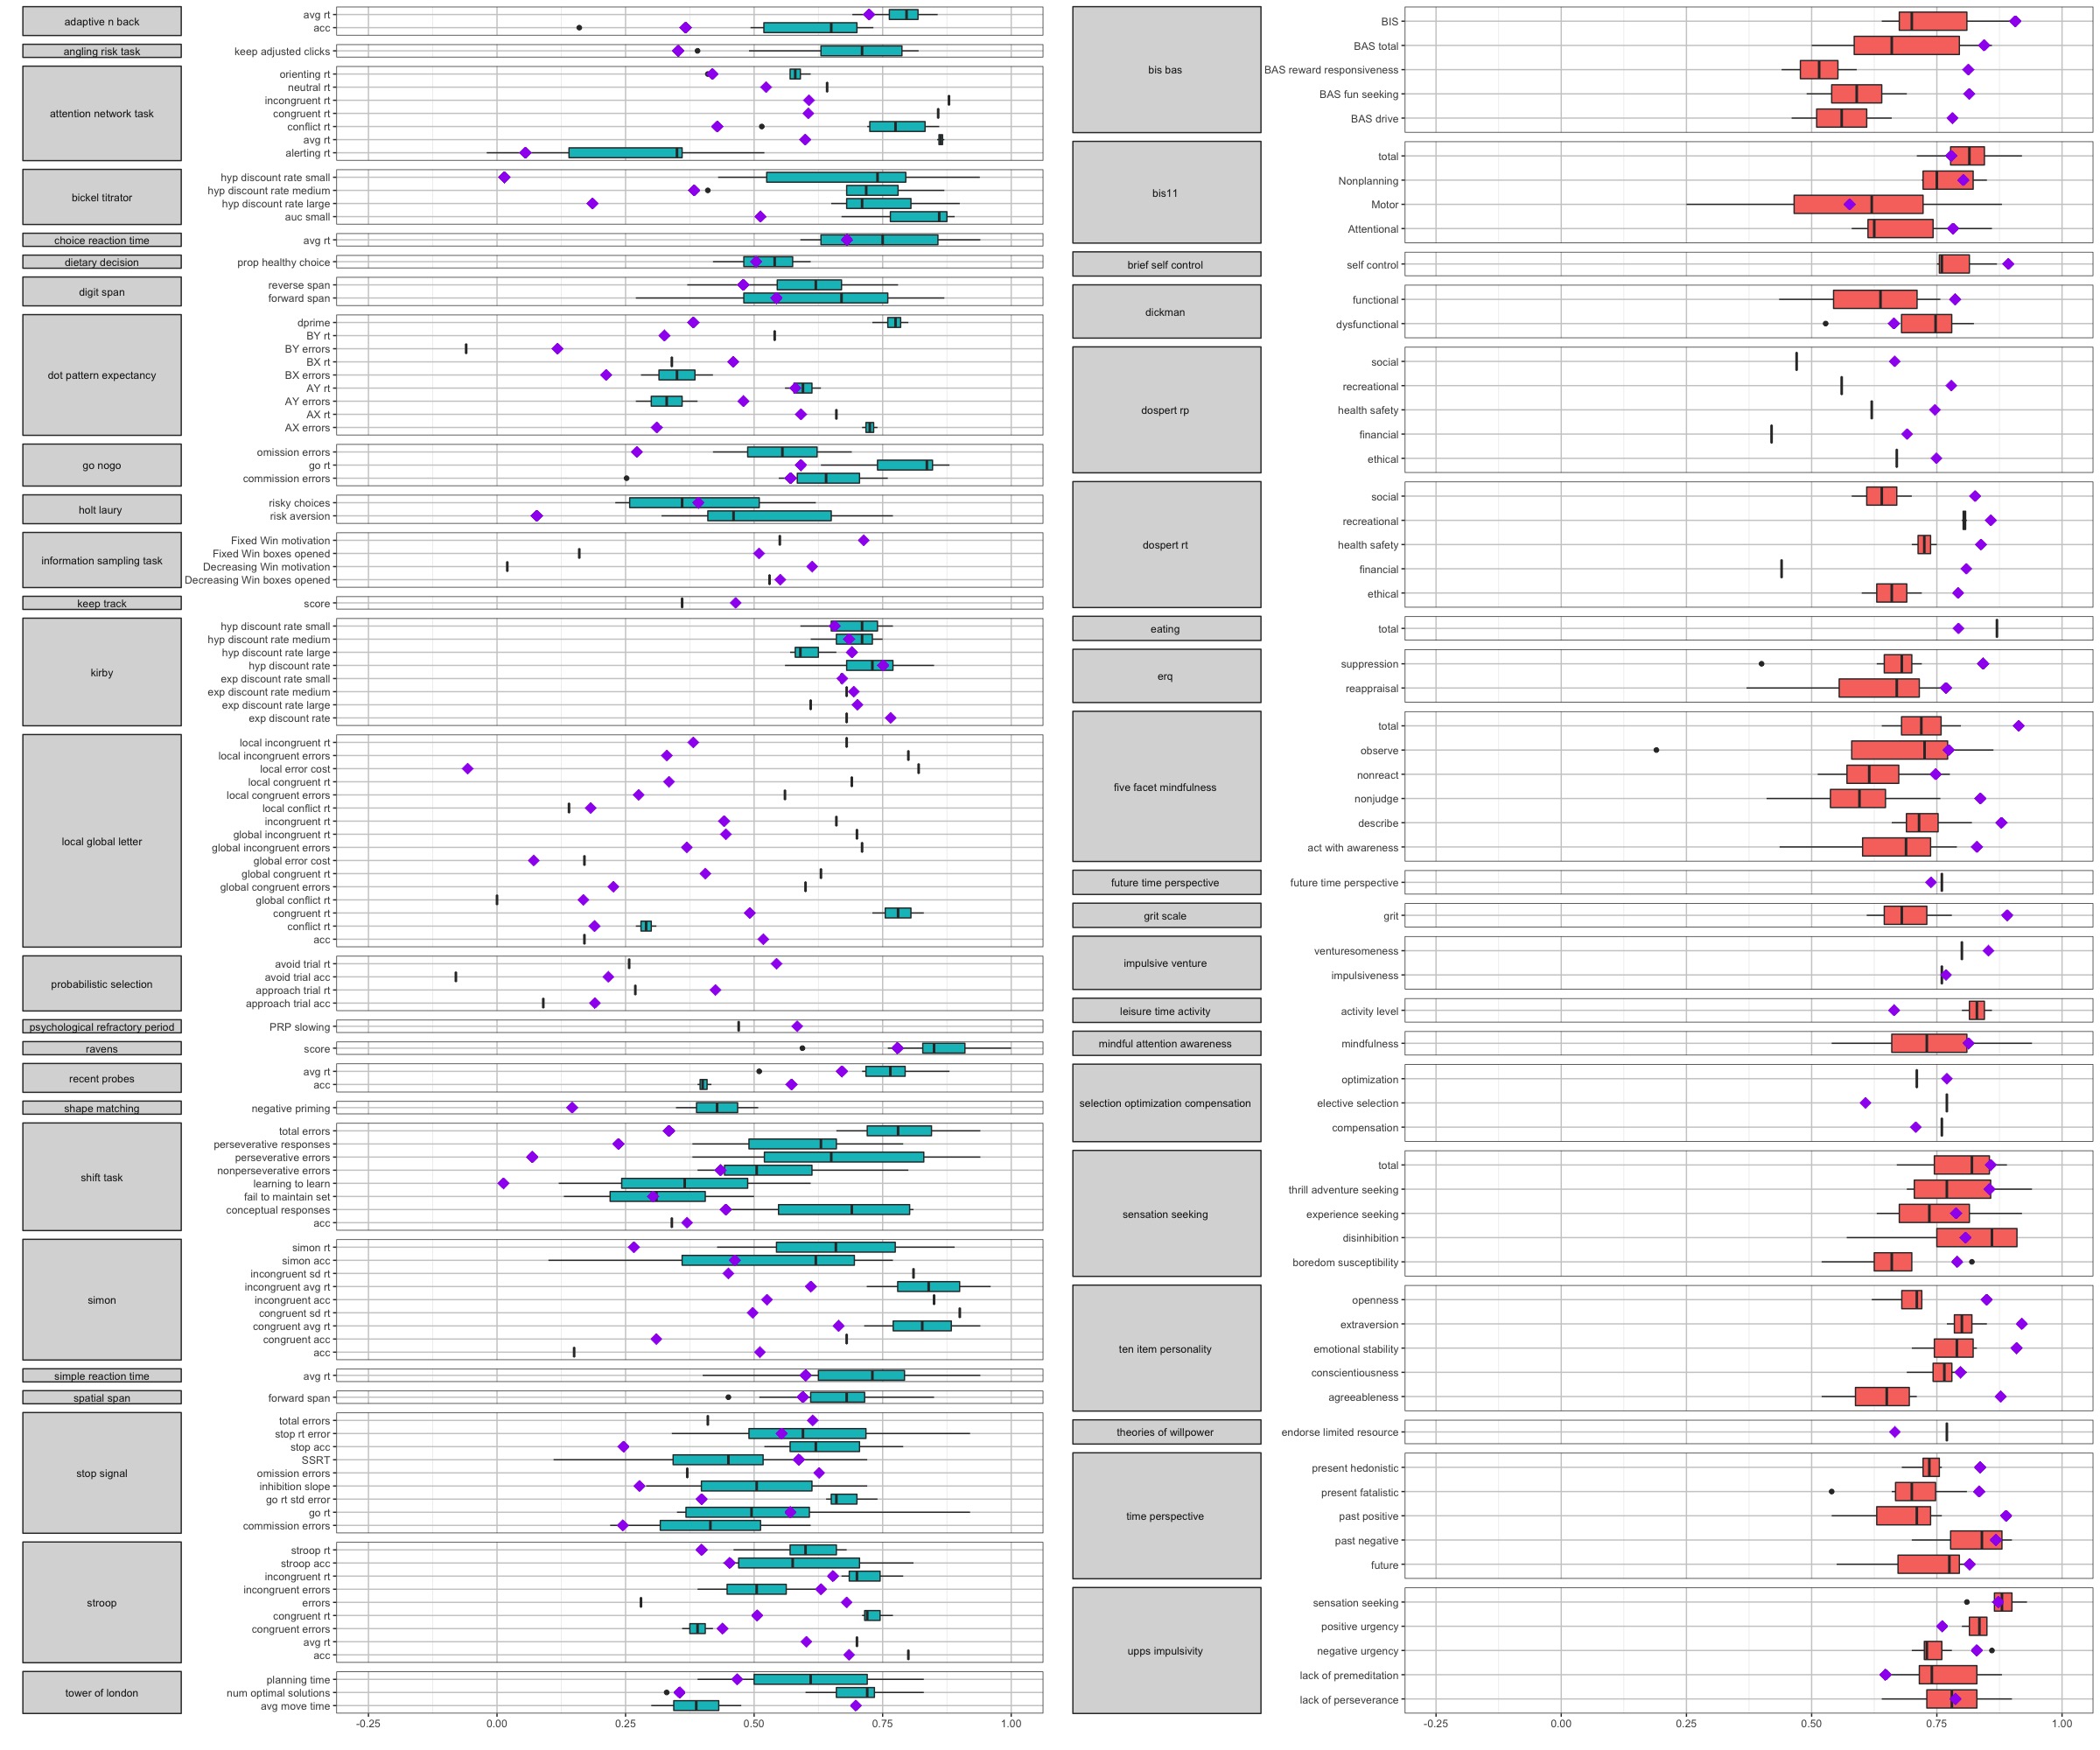 adaptive n back
avg rt
acc
angling risk task
keep adjusted clicks
attention network task
orienting rt
neutral rt
incongruent rt
congruent rt
conflict rt
avg rt
alerting rt
bickel titrator
hyp discount rate small
hyp discount rate medium
hyp discount rate large
auc small
choice reaction time
avg rt
dietary decision
prop healthy choice
digit span
reverse span
forward span
dot pattern expectancy
dprime
BY rt
BY errors
BX rt
BX errors
AY rt
AY errors
AX rt
AX errors
go nogo
omission errors
go rt
commission errors
holt laury
risky choices
risk aversion
information sampling task
Fixed Win motivation
Fixed Win boxes opened
Decreasing Win motivation
Decreasing Win boxes opened
keep track
score
kirby
hyp discount rate small
hyp discount rate medium
hyp discount rate large
hyp discount rate
exp discount rate small
exp discount rate medium
exp discount rate large
exp discount rate
local global letter
local incongruent rt
local incongruent errors
local error cost
local congruent rt
local congruent errors
local conflict rt
incongruent rt
global incongruent rt
global incongruent errors
global error cost
global congruent rt
global congruent errors
global conflict rt
congruent rt
conflict rt
acc
probabilistic selection
avoid trial rt
avoid trial acc
approach trial rt
approach trial acc
psychological refractory period
PRP slowing
ravens
score
recent probes
avg rt
acc
shape matching
negative priming
shift task
total errors
perseverative responses
perseverative errors
nonperseverative errors
learning to learn
fail to maintain set
conceptual responses
acc
simon
simon rt
simon acc
incongruent sd rt
incongruent avg rt
incongruent acc
congruent sd rt
congruent avg rt
congruent acc
acc
simple reaction time
avg rt
spatial span
forward span
stop signal
total errors
stop rt error
stop acc
SSRT
omission errors
inhibition slope
go rt std error
go rt
commission errors
stroop
stroop rt
stroop acc
incongruent rt
incongruent errors
errors
congruent rt
congruent errors
avg rt
acc
tower of london
planning time
num optimal solutions
avg move time
-0.25 0.00 0.25 0.50 0.75 1.00
bis bas
BIS
BAS total
BAS reward responsiveness
BAS fun seeking
BAS drive
bis11
total
Nonplanning
Motor
Attentional
brief self control
self control
dickman
functional
dysfunctional
dospert rp
social
recreational
health safety
financial
ethical
dospert rt
social
recreational
health safety
financial
ethical
eating
total
erq
suppression
reappraisal
five facet mindfulness
total
observe
nonreact
nonjudge
describe
act with awareness
future time perspective
future time perspective
grit scale
grit
impulsive venture
venturesomeness
impulsiveness
leisure time activity
activity level
mindful attention awareness
mindfulness
selection optimization compensation
optimization
elective selection
compensation
sensation seeking
total
thrill adventure seeking
experience seeking
disinhibition
boredom susceptibility
ten item personality
openness
extraversion
emotional stability
conscientiousness
agreeableness
theories of willpower
endorse limited resource
time perspective
present hedonistic
present fatalistic
past positive
past negative
future
upps impulsivity
sensation seeking
positive urgency
negative urgency
lack of premeditation
lack of perseverance
-0.25 0.00 0.25 0.50 0.75 1.00